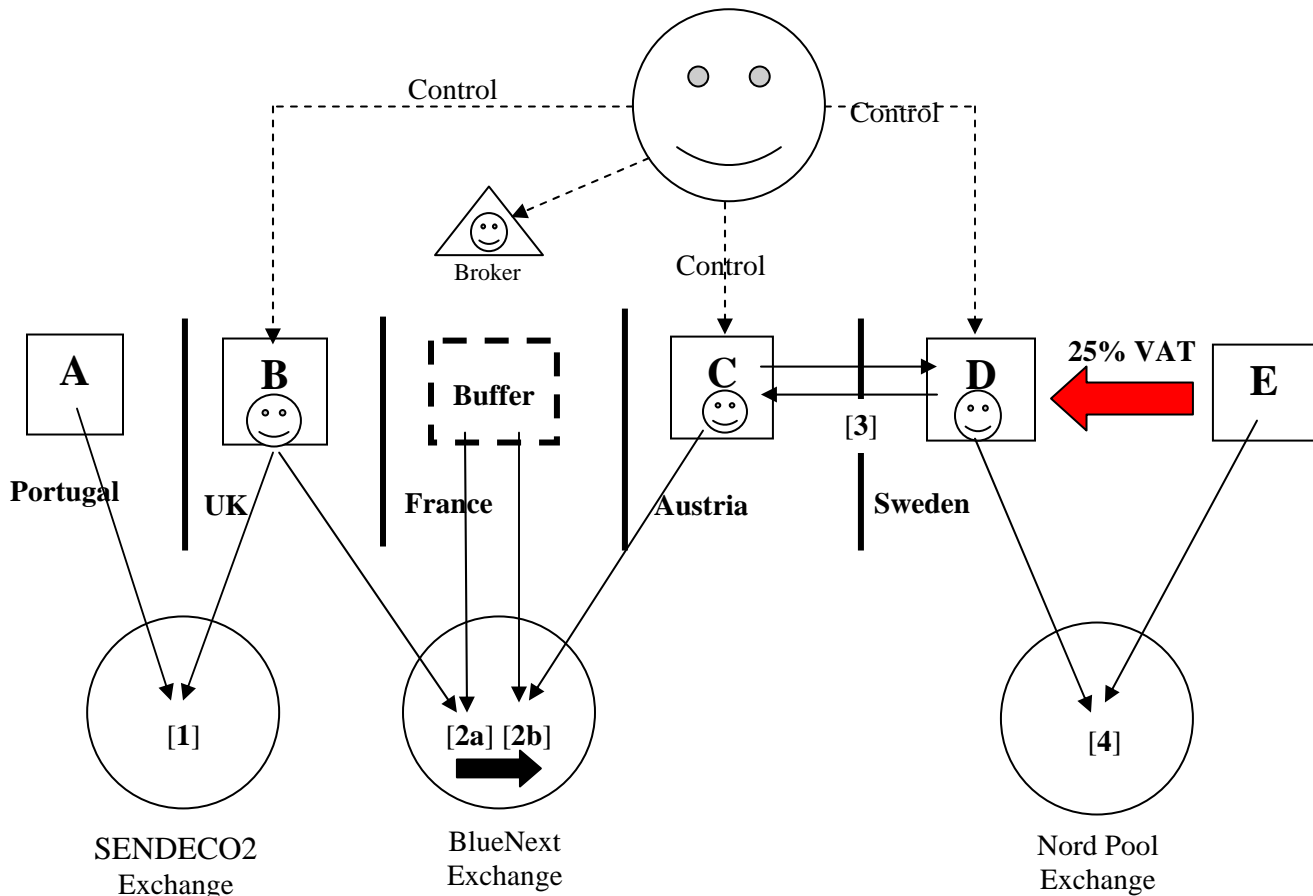 Control
Control
Broker
Control
A
B
Buffer
C
D
25% VAT
E
[3]
Portugal
UK
France
Austria
Sweden
[1]
[2a] [2b]
[4]
SENDECO2
Exchange
BlueNext
Exchange
Nord Pool
Exchange